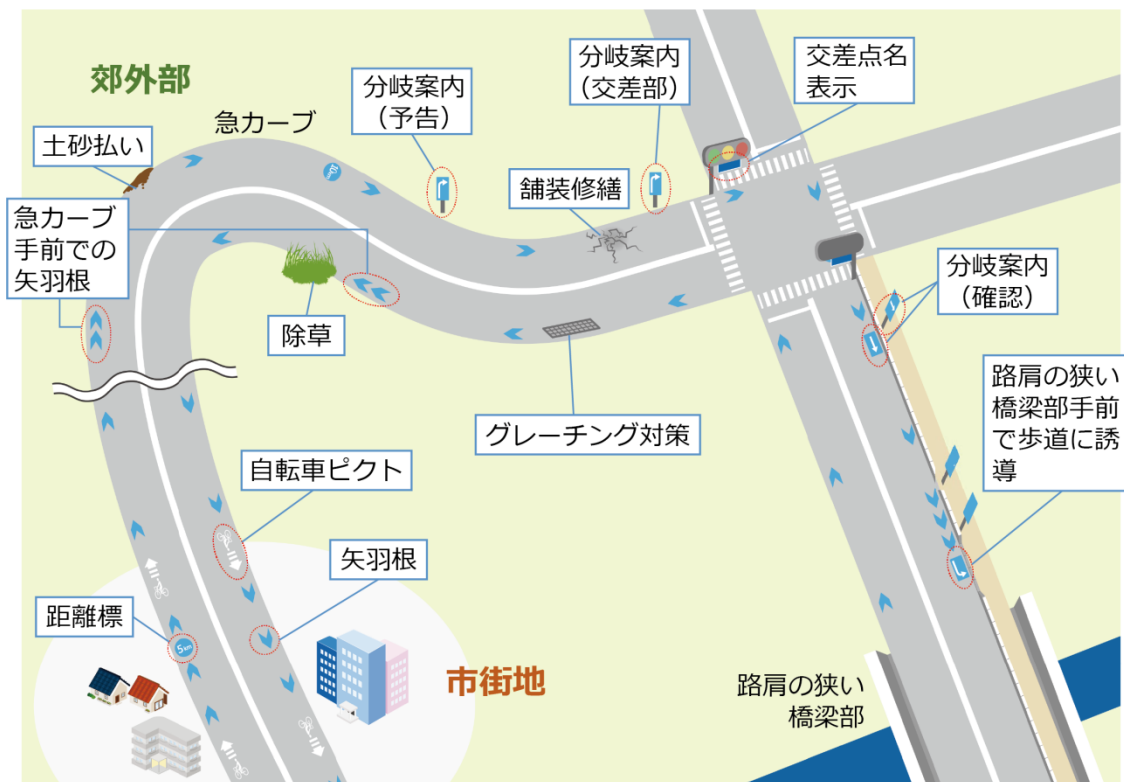 郊外部
急カーブ
分岐案内
（予告）
分岐案内
（交差部）
交差点名
表示
土砂払い
舗装修繕
急カーブ
手前での
矢羽根
除草
分岐案内
（確認）
グレーチング対策
路肩の狭い
橋梁部手前
で歩道に誘
導
自転車ピクト
矢羽根
距離標
5km
市街地
路肩の狭い
橋梁部